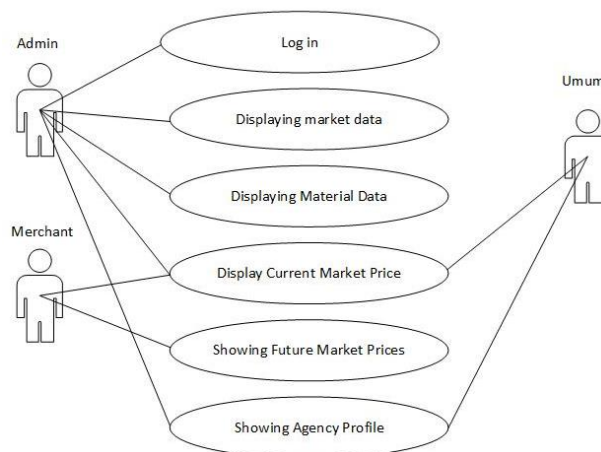 Admin
Log in
Umum
Displaying market data
Displaying Material Data
Merchant
Display Current Market Price
Showing Future Market Prices
Showing Agency Profile